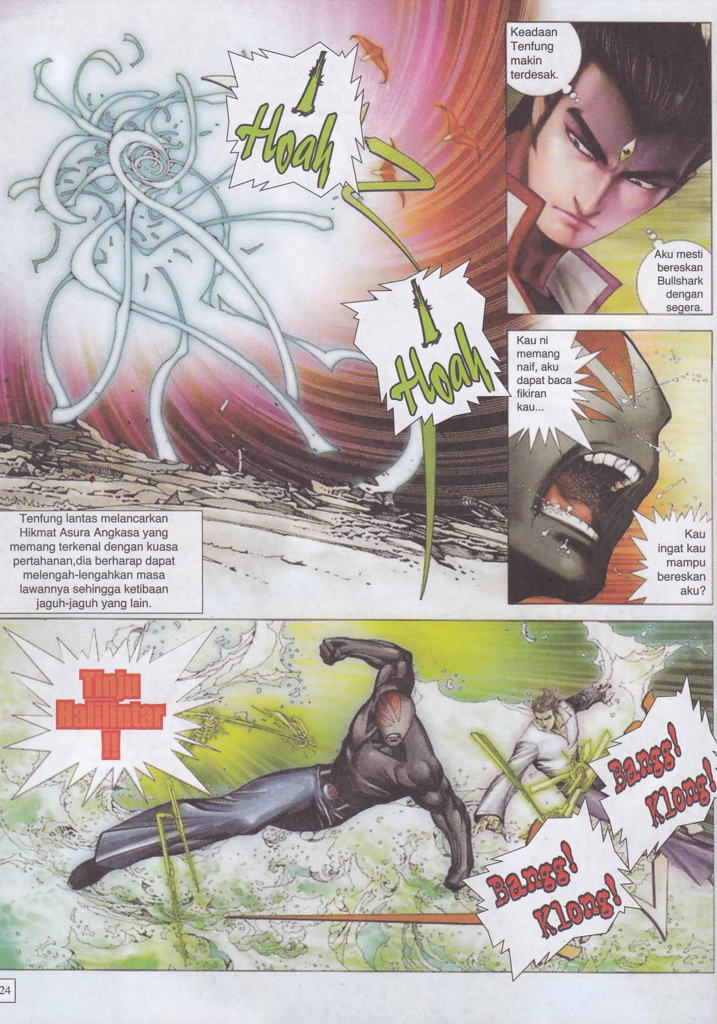 Hoah
Hoah
Keadaan
Tenfung
makin
terdesak.
Aku mesti
bereskan
Bullshark
dengan
segera.
Kau ni
memang
naif, aku
dapat baca
fikiran
kau...
Kau
ingat kau
mampu
bereskan
aku?
Tenfung lantas melancarkan
Hikmat Asura Angkasa yang
memang terkenal dengan kuasa
pertahanan,dia berharap dapat
melengah-lengahkan masa
lawannya sehingga ketibaan
jaguh-jaguh yang lain.
Tinju
Halilintar
!!
Bangg!
Klong!
Bangg!
Klong!
24